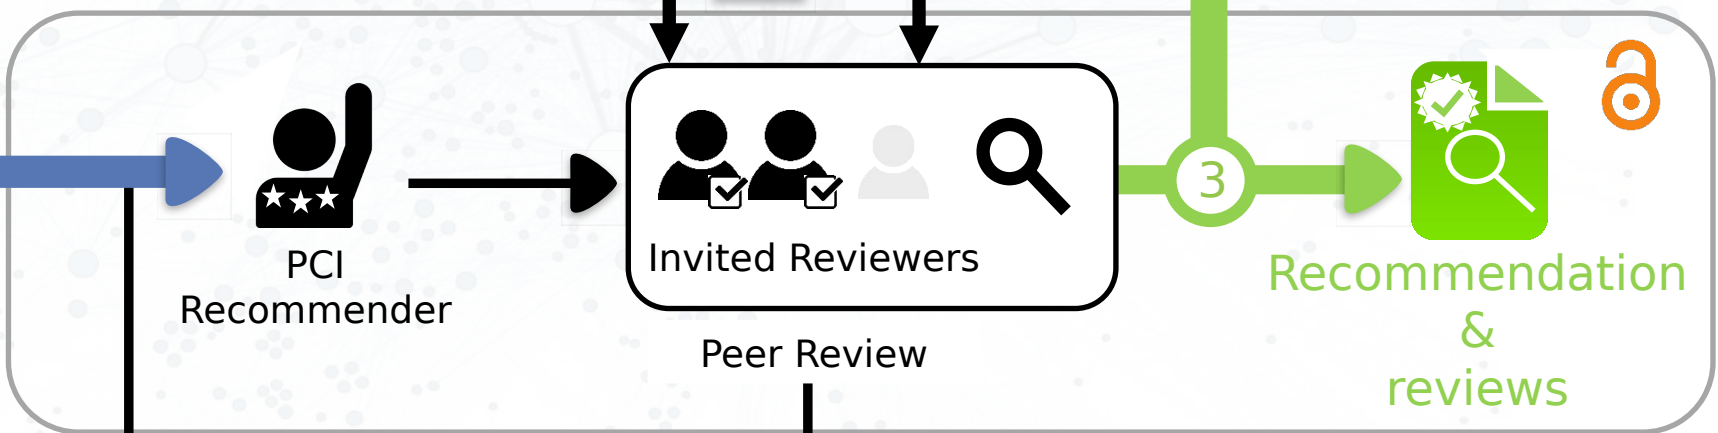 PCI
Recommender
Invited Reviewers
Peer Review
3
Recommendation
&
reviews